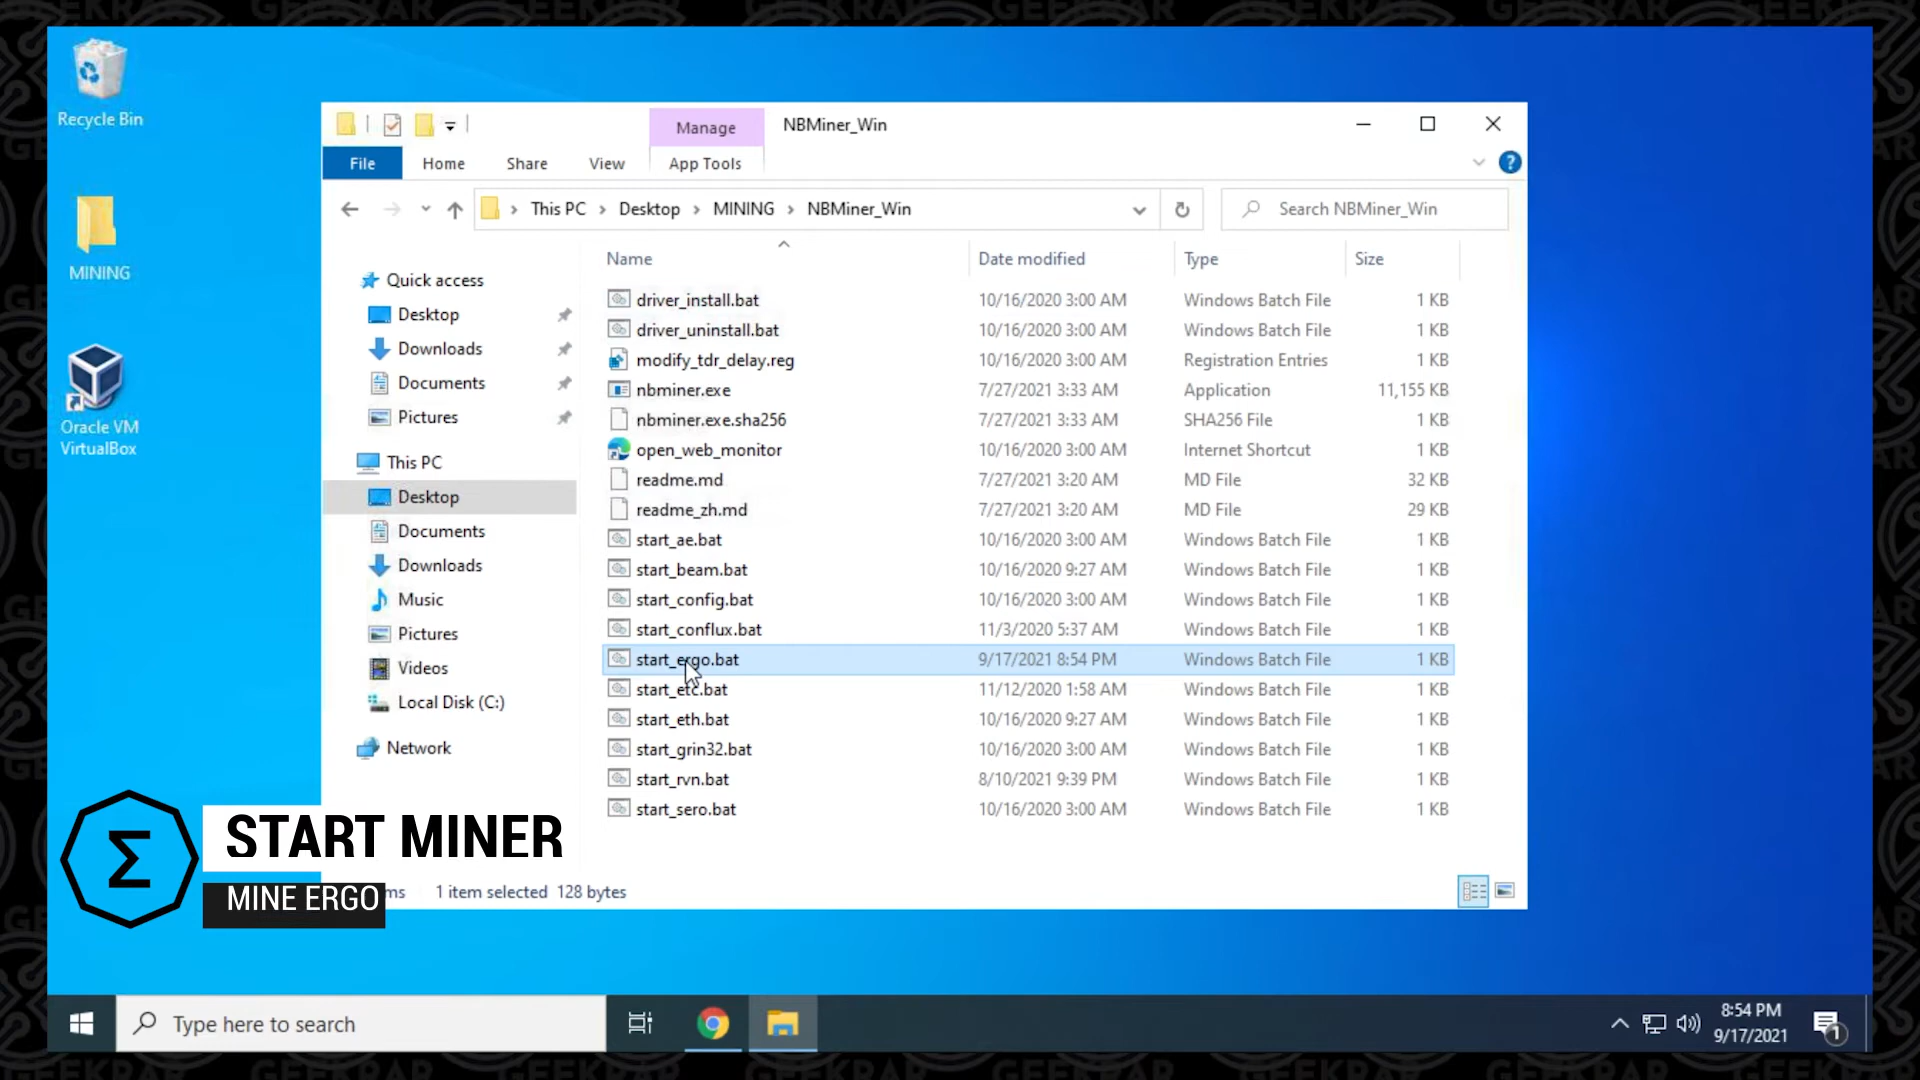 GEEKRAR
Recycle Bin
MINING
Oracle VM
VirtualBox
Manage
NBMiner_Win
File
Home
Share
View
App Tools
?
This PC
Desktop
MINING
NBMiner_Win
Search NBMiner_Win
Name
Date modified
Type
Size
Quick access
Desktop
Downloads
Documents
Pictures
This PC
Desktop
Documents
Downloads
Music
Pictures
Videos
Local Disk (C:)
Network
driver_install.bat 10/16/2020 3:00 AM Windows Batch File 1 KB
driver_uninstall.bat 10/16/2020 3:00 AM Windows Batch File 1 KB
modify_tdr_delay.reg 10/16/2020 3:00 AM Registration Entries 1 KB
nbminer.exe 7/27/2021 3:33 AM Application 11,155 KB
nbminer.exe.sha256 7/27/2021 3:33 AM SHA256 File 1 KB
open_web_monitor 10/16/2020 3:00 AM Internet Shortcut 1 KB
readme.md 7/27/2021 3:20 AM MD File 32 KB
readme_zh.md 7/27/2021 3:20 AM MD File 29 KB
start_ae.bat 10/16/2020 3:00 AM Windows Batch File 1 KB
start_beam.bat 10/16/2020 9:27 AM Windows Batch File 1 KB
start_config.bat 10/16/2020 3:00 AM Windows Batch File 1 KB
start_conflux.bat 11/3/2020 5:37 AM Windows Batch File 1 KB
start_ergo.bat 9/17/2021 8:54 PM Windows Batch File 1 KB
start_etc.bat 11/12/2020 1:58 AM Windows Batch File 1 KB
start_eth.bat 10/16/2020 9:27 AM Windows Batch File 1 KB
start_grin32.bat 10/16/2020 3:00 AM Windows Batch File 1 KB
start_rvn.bat 8/10/2021 9:39 PM Windows Batch File 1 KB
start_sero.bat 10/16/2020 3:00 AM Windows Batch File 1 KB
Σ
START MINER
MINE ERGO
ms 1 item selected 128 bytes
Type here to search
8:54 PM
9/17/2021
1